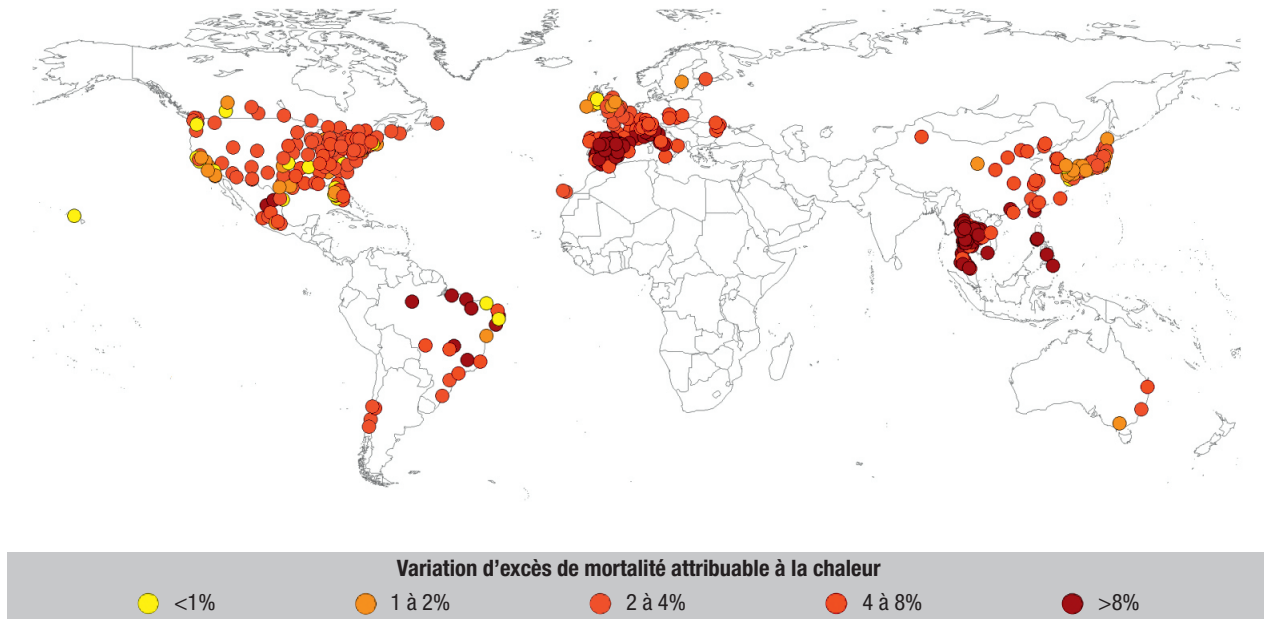 Variation d'excès de mortalité attribuable à la chaleur
<1% 1 à 2% 2 à 4% 4 à 8% >8%